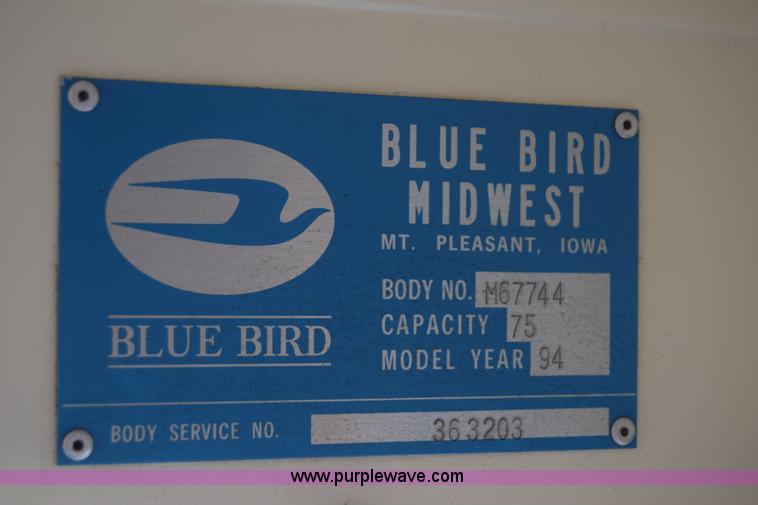 BLUE BIRD
MIDWEST
MT. PLEASANT, IOWA
BODY NO. M67744
CAPACITY 75
MODEL YEAR 94
BLUE BIRD
BODY SERVICE NO. 363203
www.purplewave.com